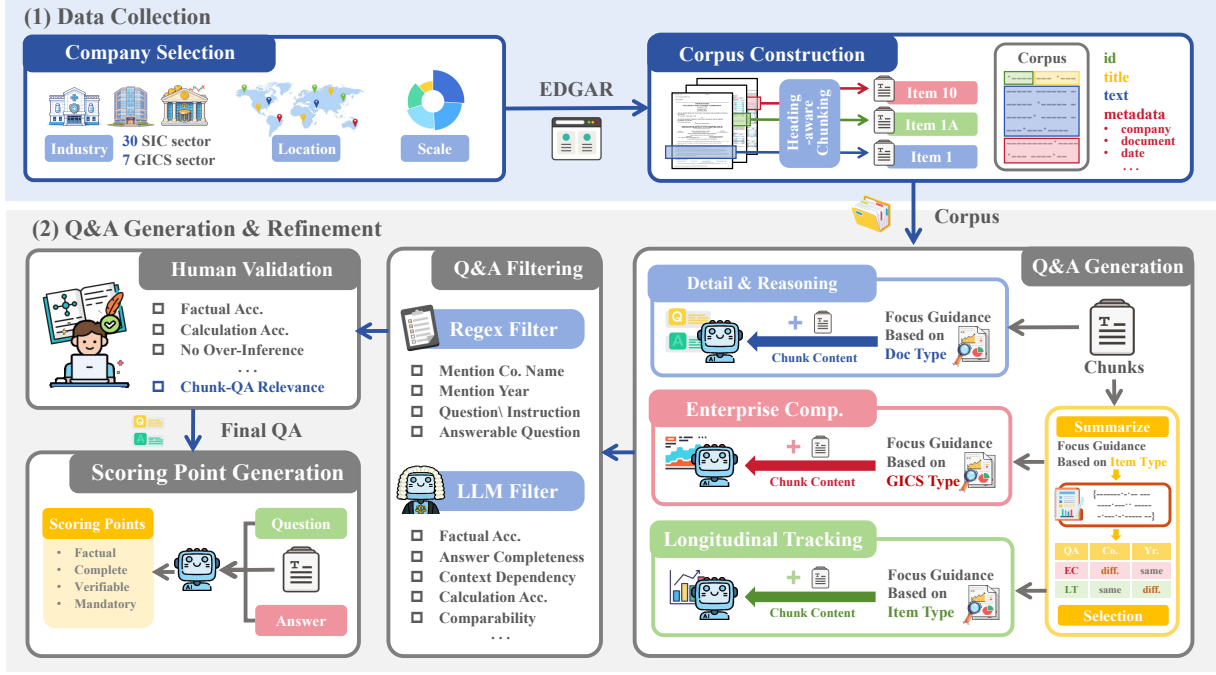 (1) Data Collection
Company Selection
Industry
30 SIC sector
7 GICS sector
Location
Scale
EDGAR
Corpus Construction
Heading
-aware
Chunking
Item 10
Item 1A
Item 1
Corpus
id
title
text
metadata
• company
• document
• date
. . .
Corpus
(2) Q&A Generation & Refinement
Human Validation
Factual Acc.
Calculation Acc.
No Over-Inference
. . .
Chunk-QA Relevance
Q
A
Final QA
Scoring Point Generation
Scoring Points
• Factual
• Complete
• Verifiable
• Mandatory
AI
Question
T
Answer
Q&A Filtering
Regex Filter
Mention Co. Name
Mention Year
Question\ Instruction
Answerable Question
LLM Filter
Factual Acc.
Answer Completeness
Context Dependency
Calculation Acc.
Comparability
. . .
Q&A Generation
Detail & Reasoning
Q
A
AI
+
Chunk Content
Focus Guidance
Based on
Doc Type
Enterprise Comp.
AI
+
Chunk Content
Focus Guidance
Based on
GICS Type
Longitudinal Tracking
AI
+
Chunk Content
Focus Guidance
Based on
Item Type
T
Chunks
Summarize
Focus Guidance
Based on Item Type
QA Co. Yr.
EC diff. same
LT same diff.
Selection